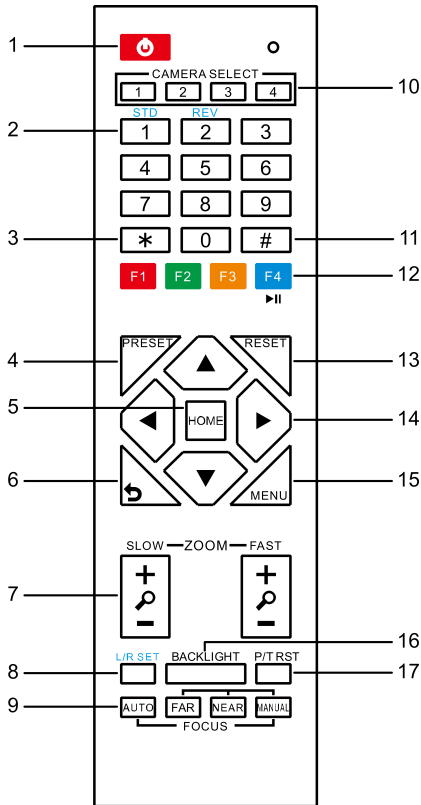 1
CAMERA SELECT
1 2 3 4 10
STD REV
2 1 2 3
4 5 6
7 8 9
3 * 0 # 11
F1 F2 F3 F4 12
4 PRESET RESET 13
5 HOME 14
6 MENU 15
SLOW ZOOM FAST
+ +
7
- -
16
8 L/R SET BACKLIGHT P/T RST 17
9 AUTO FAR NEAR MANUAL
FOCUS